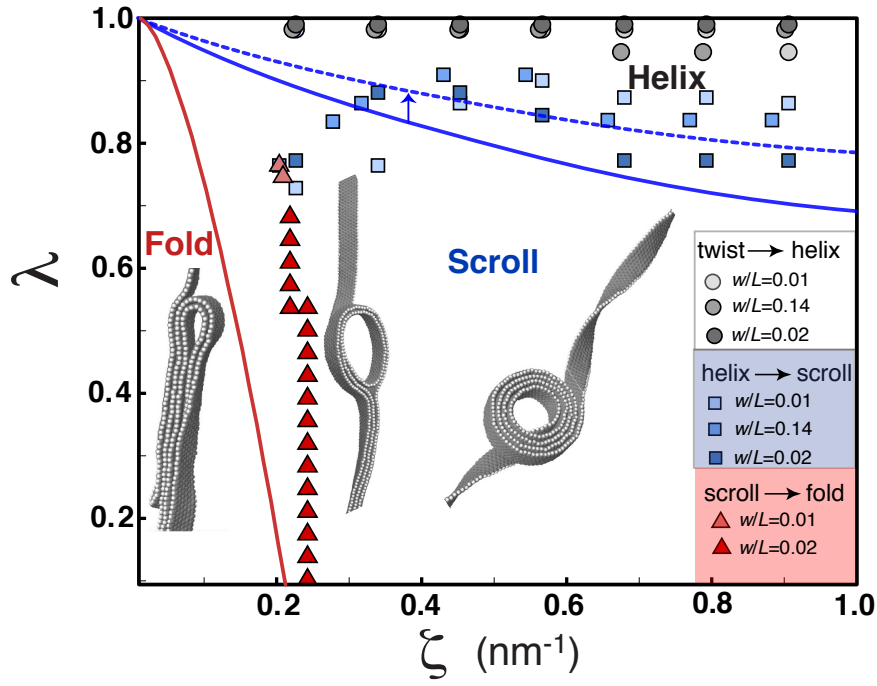 1.0
0.8
0.6
0.4
0.2
λ
0.2
0.4
0.6
0.8
1.0
ζ (nm⁻¹)
Helix
Fold
Scroll
twist → helix
w/L=0.01
w/L=0.14
w/L=0.02
helix → scroll
w/L=0.01
w/L=0.14
w/L=0.02
scroll → fold
w/L=0.01
w/L=0.02